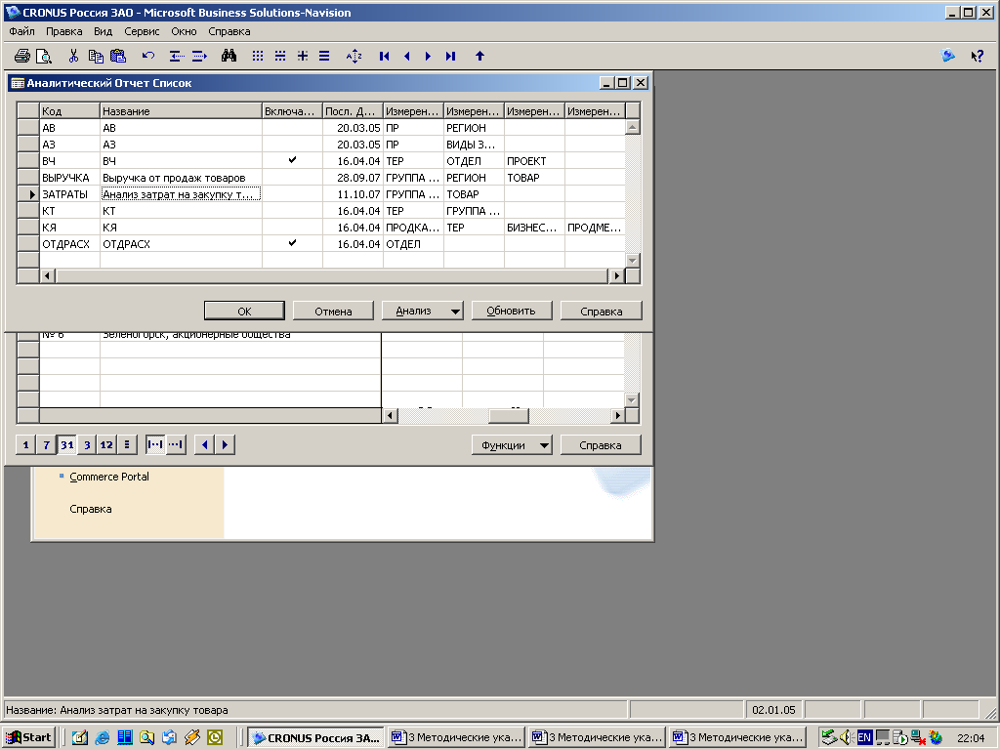 CRONUS Россия ЗАО - Microsoft Business Solutions-Navision
Файл Правка Вид Сервис Окно Справка
Аналитический Отчет Список
Код Название Включа... Посл. Д... Измерен... Измерен... Измерен... Измерен...
АВ АВ 20.03.05 ПР РЕГИОН
АЗ АЗ 20.03.05 ПР ВИДЫ З...
ВЧ ВЧ ✔ 16.04.04 ТЕР ОТДЕЛ ПРОЕКТ
ВЫРУЧКА Выручка от продаж товаров 28.09.07 ГРУППА ... РЕГИОН ТОВАР
ЗАТРАТЫ Анализ затрат на закупку т... 11.10.07 ГРУППА ... ТОВАР
КТ КТ 16.04.04 ТЕР ГРУППА ...
КЯ КЯ 16.04.04 ПРОДКА... ТЕР БИЗНЕС... ПРОДМЕ...
ОТДРАСХ ОТДРАСХ ✔ 16.04.04 ОТДЕЛ
ОК Отмена Анализ Обновить Справка
№ 6 Зеленогорск, акционерные общества
1 7 31 3 12
Функции Справка
Commerce Portal
Справка
Название: Анализ затрат на закупку товара 02.01.05
Start CRONUS Россия ЗА... 3 Методические ука... 3 Методические ука... 3 Методические ука... EN 22:04